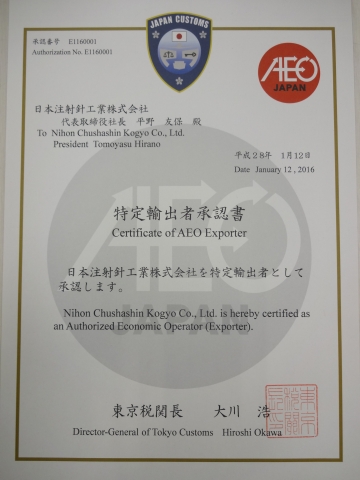 JAPAN CUSTOMS
承認番号 E1160001
Authorization No. E1160001
AEO
JAPAN
日本注射針工業株式会社
代表取締役社長 平野 友保 殿
To Nihon Chushashin Kogyo Co., Ltd.
President Tomoyasu Hirano
平成28年 1月12日
Date January 12 , 2016
特定輸出者承認書
Certificate of AEO Exporter
日本注射針工業株式会社を特定輸出者として
承認します。
Nihon Chushashin Kogyo Co., Ltd. is hereby certified as
an Authorized Economic Operator (Exporter).
AEO
JAPAN
東京税関長 大川 浩
Director-General of Tokyo Customs Hiroshi Okawa